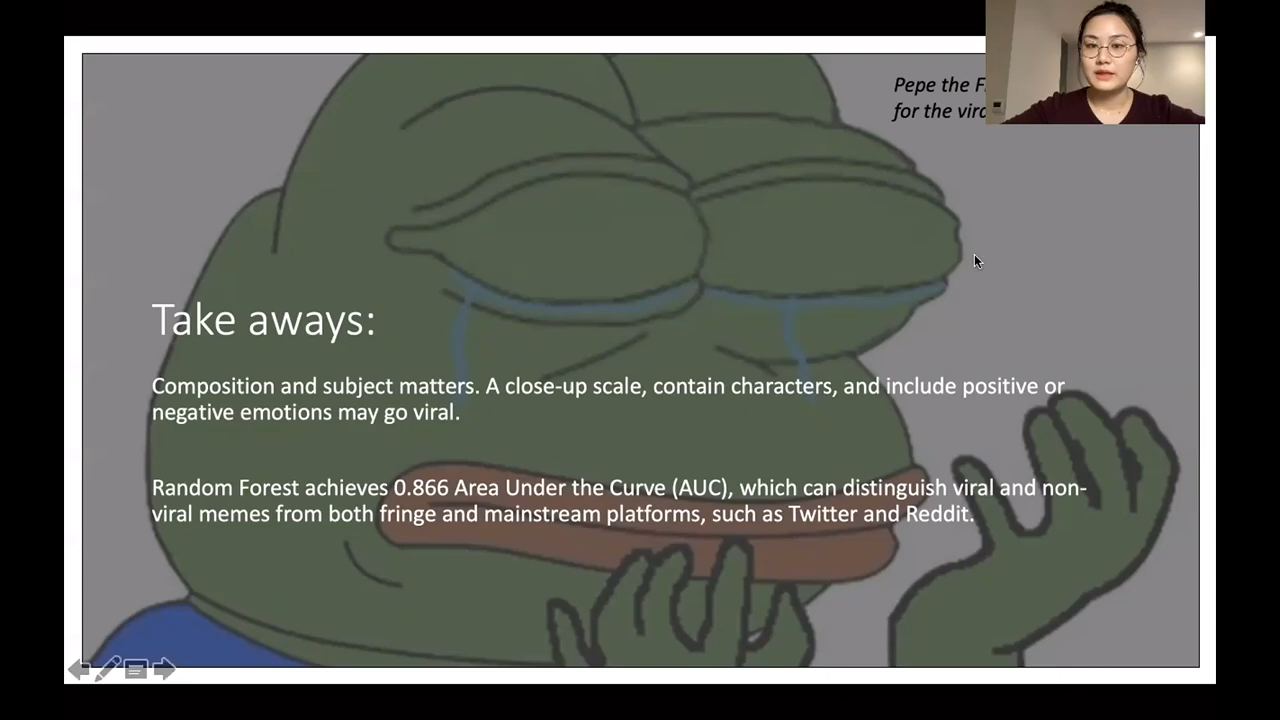 Pepe the
for the
Take aways:
Composition and subject matters. A close-up scale, contain characters, and include positive or
negative emotions may go viral.
Random Forest achieves 0.866 Area Under the Curve (AUC), which can distinguish viral and non-
viral memes from both fringe and mainstream platforms, such as Twitter and Reddit.